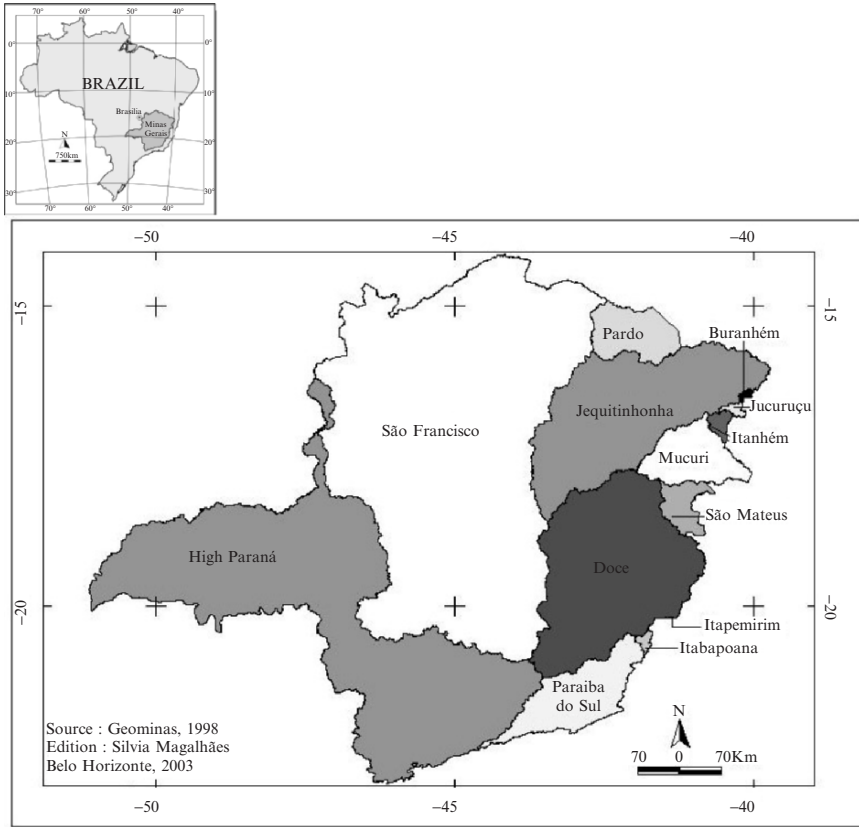 70° 60° 50° 40°
0° 0°
BRAZIL
10° 10°
Brasília
Minas
Gerais
N
750km
20° 20°
30° 30°
70° 60° 50° 40°
−50 −45 −40
−15 −15
Pardo
Buranhém
Jequitinhonha
Jucuruçu
Itanhém
São Francisco
Mucuri
São Mateus
High Paraná
Doce
−20 −20
Itapemirim
Itabapoana
Paraiba
do Sul
Source : Geominas, 1998
Edition : Silvia Magalhães
Belo Horizonte, 2003
N
70 0 70Km
−50 −45 −40